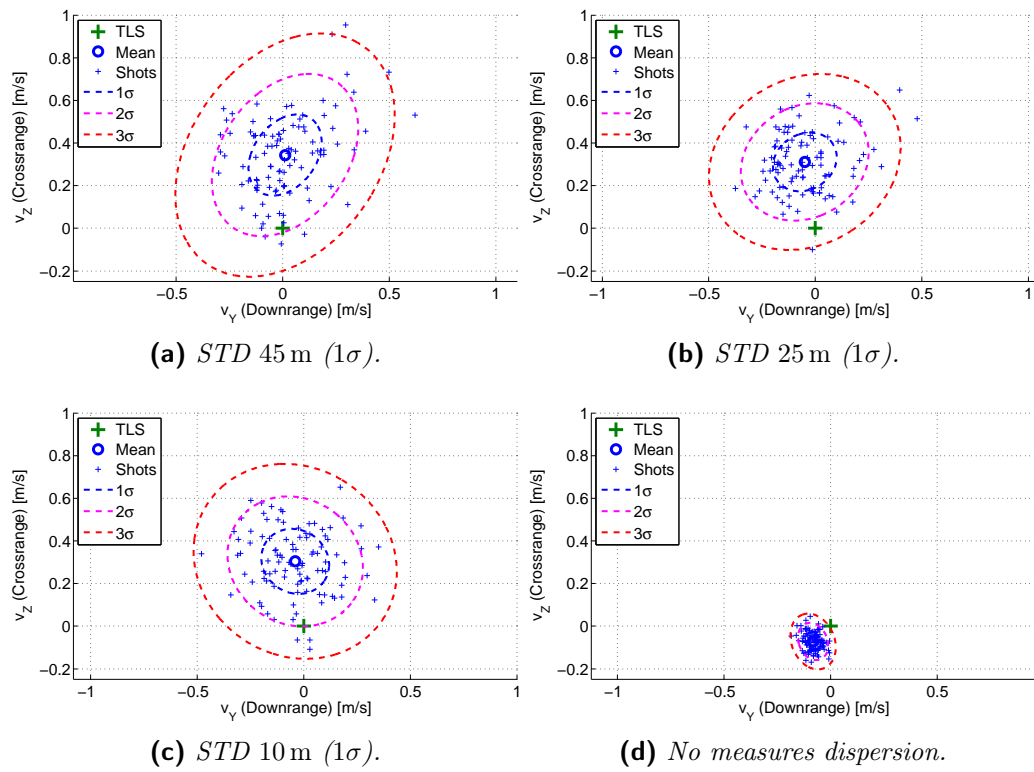 1
0.8
0.6
0.4
0.2
0
−0.2
v_Z (Crossrange) [m/s]
TLS
Mean
Shots
1σ
2σ
3σ
−0.5 0 0.5 1
v_Y (Downrange) [m/s]
(a) STD 45 m (1σ).
1
0.8
0.6
0.4
0.2
0
−0.2
v_Z (Crossrange) [m/s]
TLS
Mean
Shots
1σ
2σ
3σ
−1 −0.5 0 0.5 1
v_Y (Downrange) [m/s]
(b) STD 25 m (1σ).
1
0.8
0.6
0.4
0.2
0
−0.2
v_Z (Crossrange) [m/s]
TLS
Mean
Shots
1σ
2σ
3σ
−1 −0.5 0 0.5 1
v_Y (Downrange) [m/s]
(c) STD 10 m (1σ).
1
0.8
0.6
0.4
0.2
0
−0.2
v_Z (Crossrange) [m/s]
TLS
Mean
Shots
1σ
2σ
3σ
−1 −0.5 0 0.5
v_Y (Downrange) [m/s]
(d) No measures dispersion.